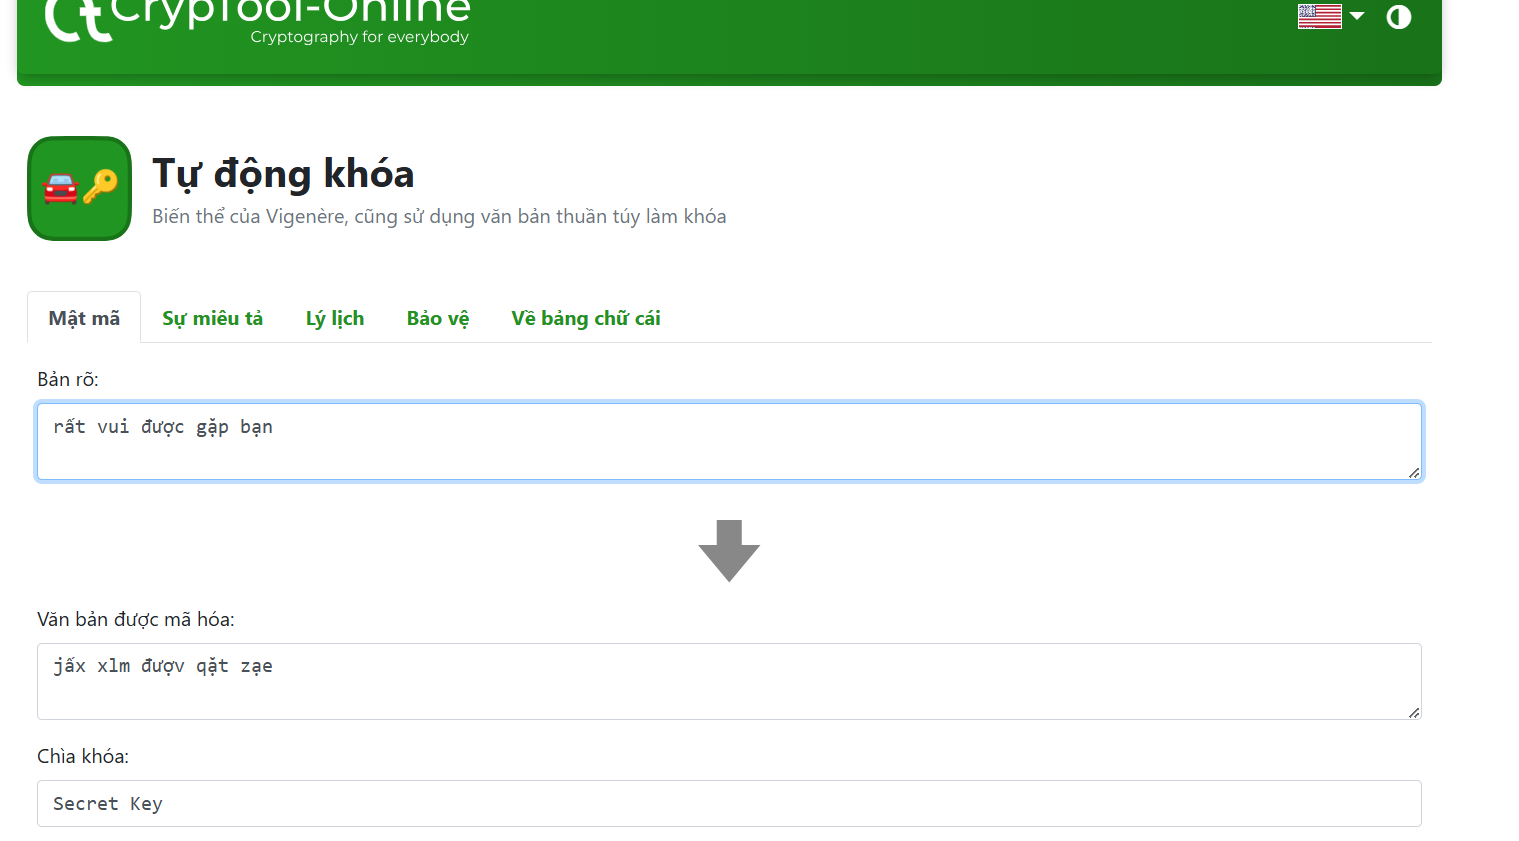 CrypTool-Online
Cryptography for everybody
Tự động khóa
Biến thể của Vigenère, cũng sử dụng văn bản thuần túy làm khóa
Mật mã Sự miêu tả Lý lịch Bảo vệ Về bảng chữ cái
Bản rõ:
rất vui được gặp bạn
Văn bản được mã hóa:
jấx xlm đượv qặt zạe
Chìa khóa:
Secret Key